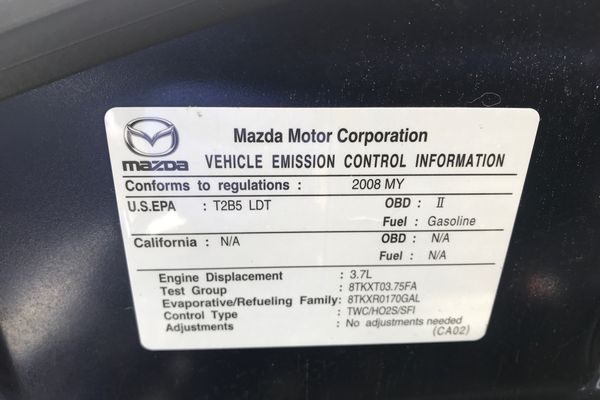 Mazda Motor Corporation
mazda VEHICLE EMISSION CONTROL INFORMATION
Conforms to regulations : 2008 MY
U.S.EPA : T2B5 LDT OBD : II
Fuel : Gasoline
California : N/A OBD : N/A
Fuel : N/A
Engine Displacement : 3.7L
Test Group : 8TKXT03.75FA
Evaporative/Refueling Family: 8TKXR0170GAL
Control Type : TWC/HO2S/SFI
Adjustments : No adjustments needed
(CA02)